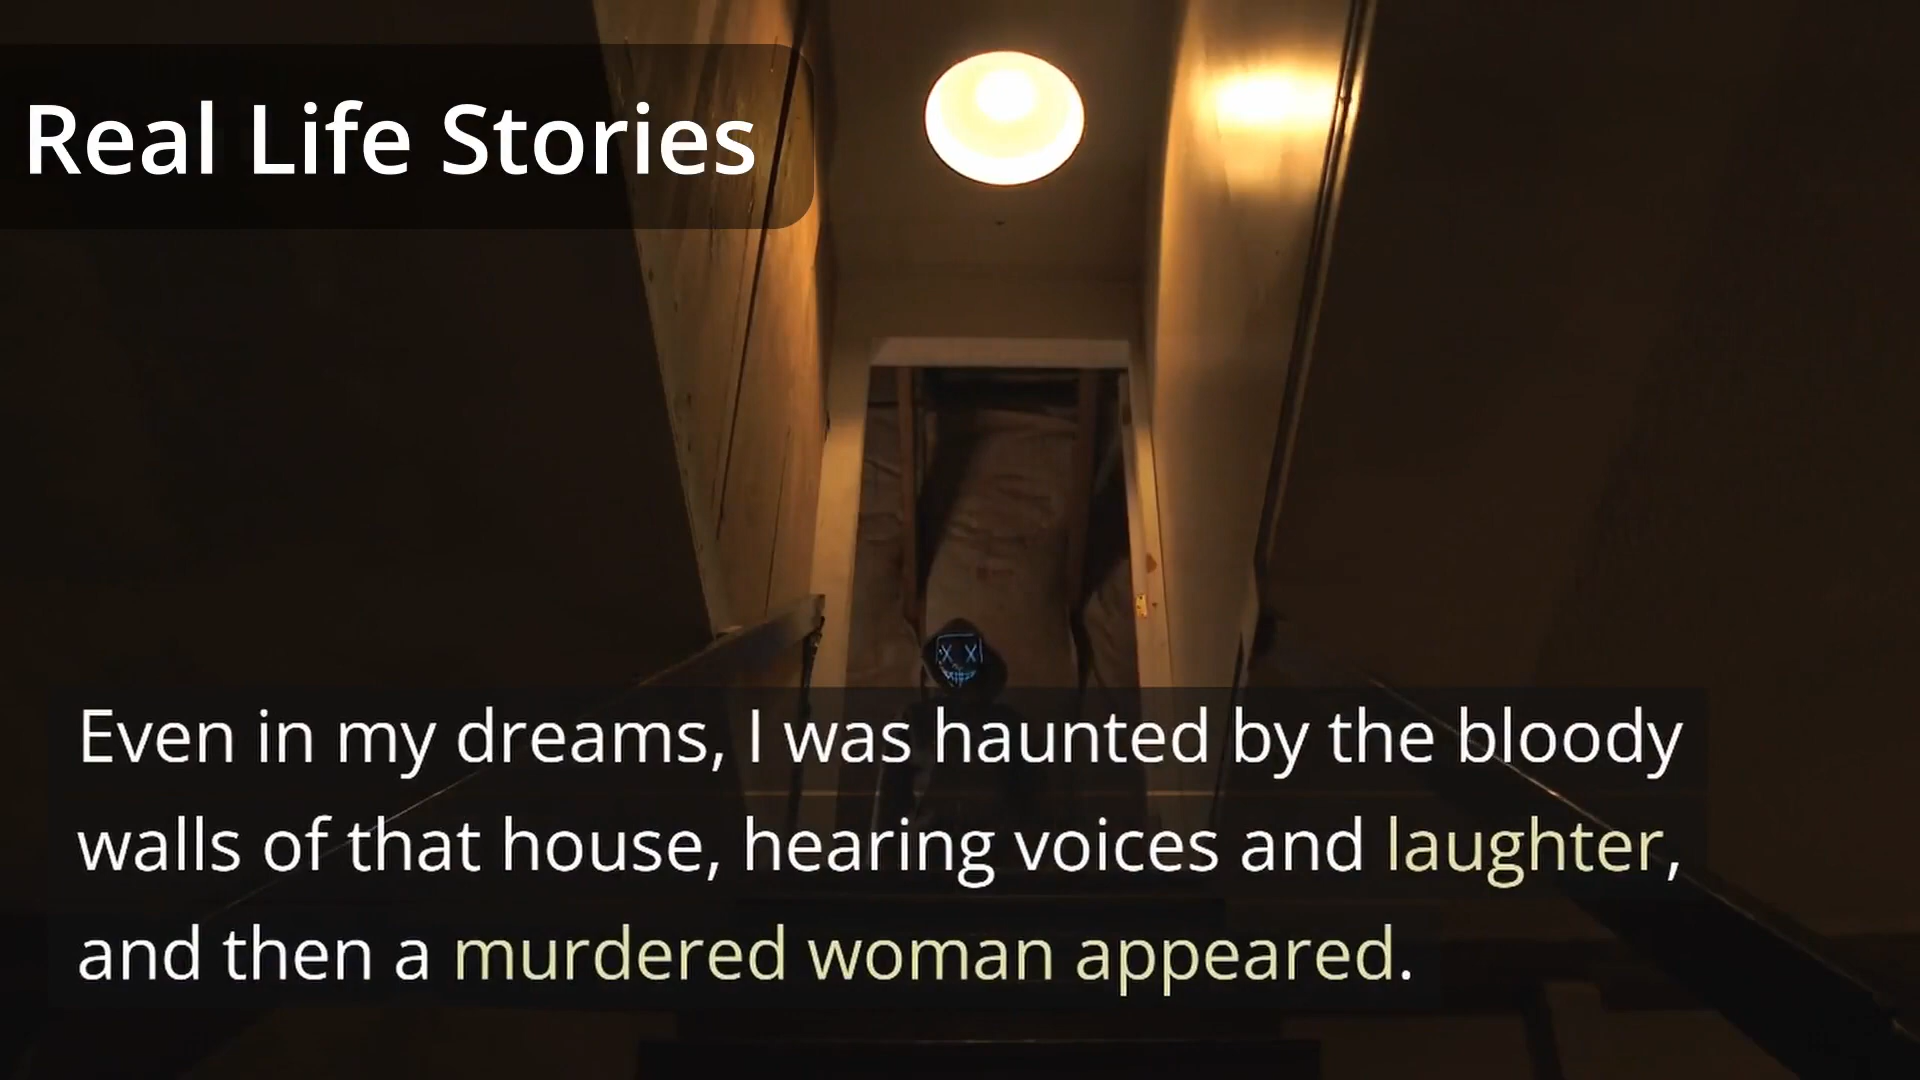 Real Life Stories
Even in my dreams, I was haunted by the bloody
walls of that house, hearing voices and laughter,
and then a murdered woman appeared.